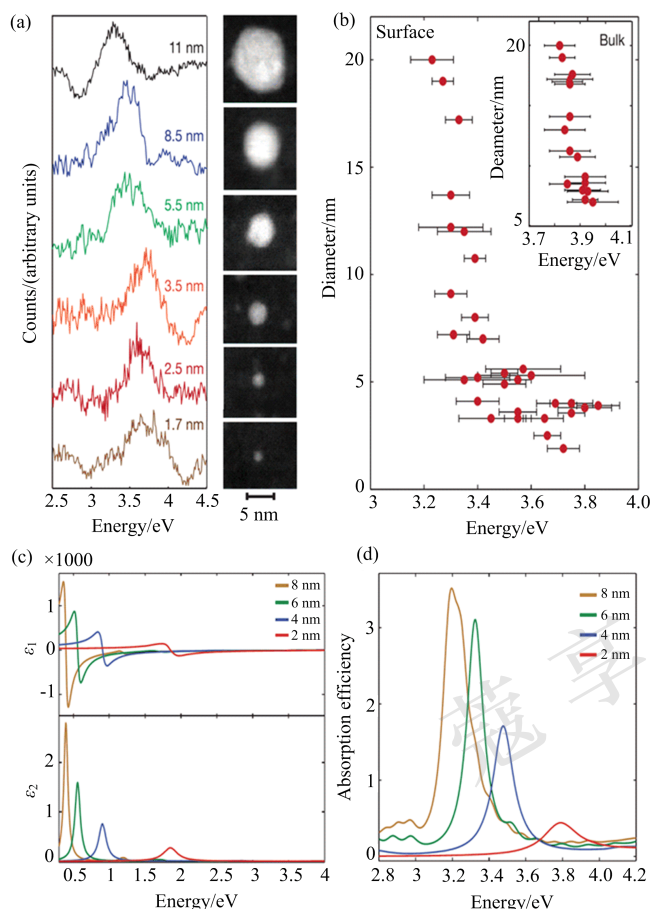 (a)
11 nm
8.5 nm
5.5 nm
3.5 nm
2.5 nm
1.7 nm
Counts/(arbitrary units)
2.5 3 3.5 4 4.5
Energy/eV
5 nm
(b)
Surface
20
15
10
5
0
Diameter/nm
3 3.2 3.4 3.6 3.8 4.0
Energy/eV
Bulk
20
5
Deameter/nm
3.7 3.9 4.1
Energy/eV
(c)
×1000
8 nm
6 nm
4 nm
2 nm
1
0
-1
ε1
2
1
0
ε2
0.5 1 1.5 2 2.5 3 3.5 4
Energy/eV
(d)
8 nm
6 nm
4 nm
2 nm
3
2
1
0
Absorption efficiency
2.8 3 3.2 3.4 3.6 3.8 4 4.2
Energy/eV
蔻享